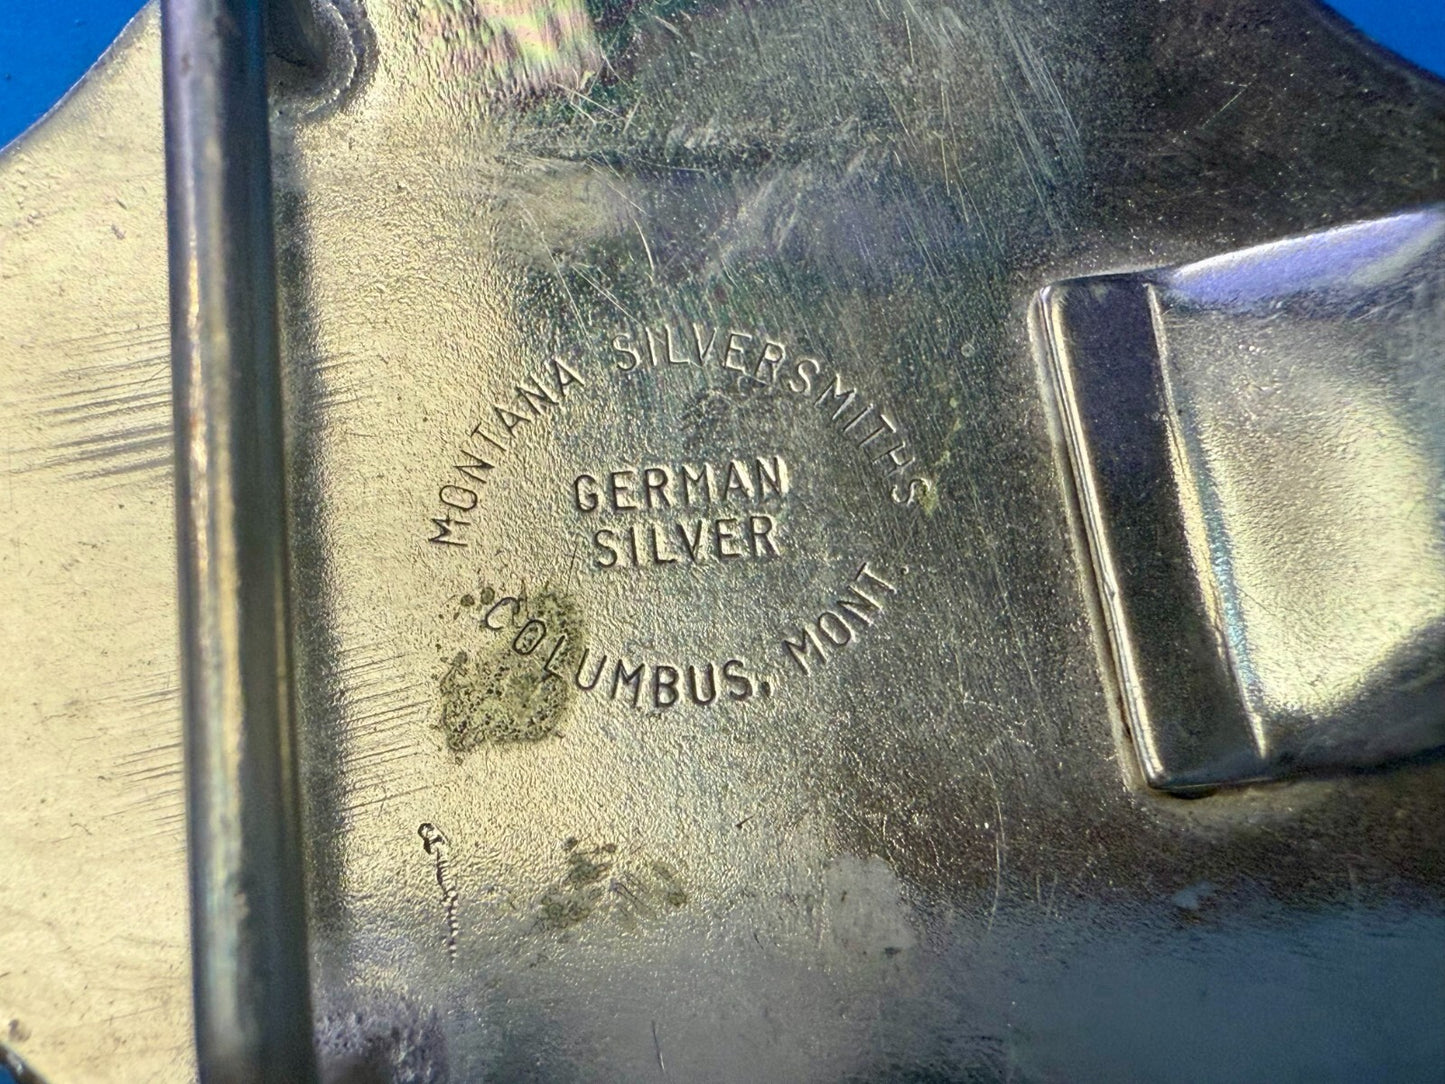 MONTANA SILVERSMITHS
GERMAN
SILVER
COLUMBUS, MONT.